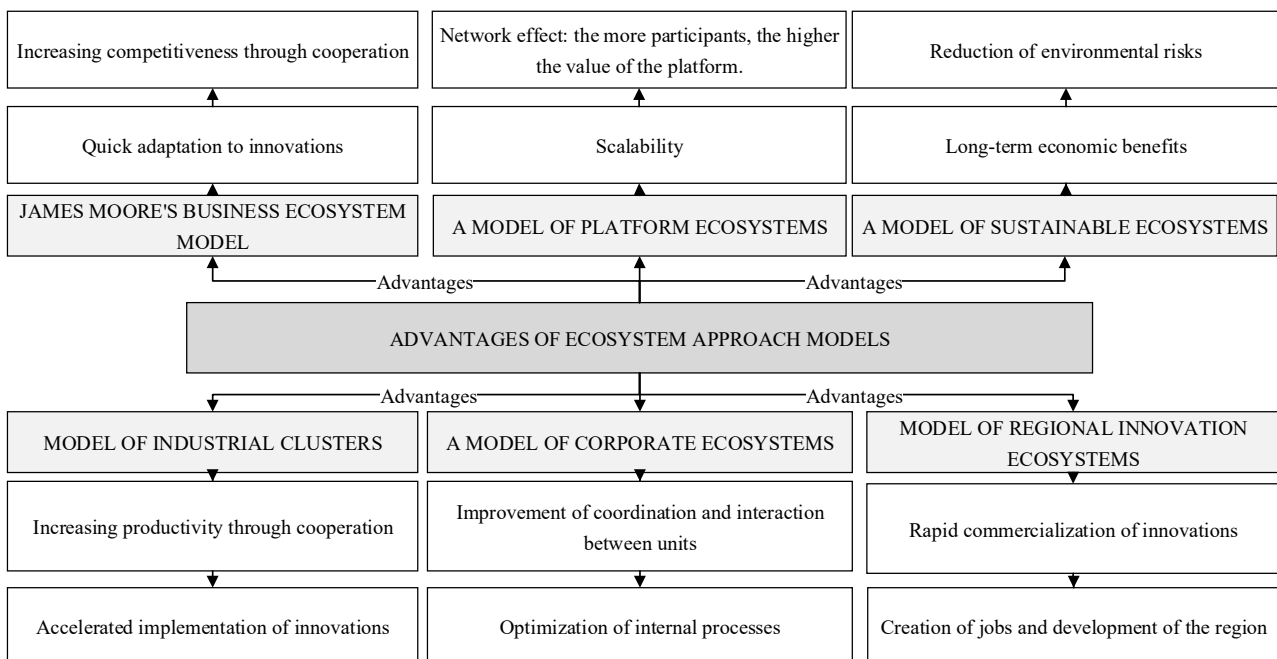 Increasing competitiveness through cooperation
Network effect: the more participants, the higher
the value of the platform.
Reduction of environmental risks
Quick adaptation to innovations
Scalability
Long-term economic benefits
JAMES MOORE'S BUSINESS ECOSYSTEM
MODEL
A MODEL OF PLATFORM ECOSYSTEMS
A MODEL OF SUSTAINABLE ECOSYSTEMS
Advantages
Advantages
ADVANTAGES OF ECOSYSTEM APPROACH MODELS
Advantages
Advantages
MODEL OF INDUSTRIAL CLUSTERS
A MODEL OF CORPORATE ECOSYSTEMS
MODEL OF REGIONAL INNOVATION
ECOSYSTEMS
Increasing productivity through cooperation
Improvement of coordination and interaction
between units
Rapid commercialization of innovations
Accelerated implementation of innovations
Optimization of internal processes
Creation of jobs and development of the region